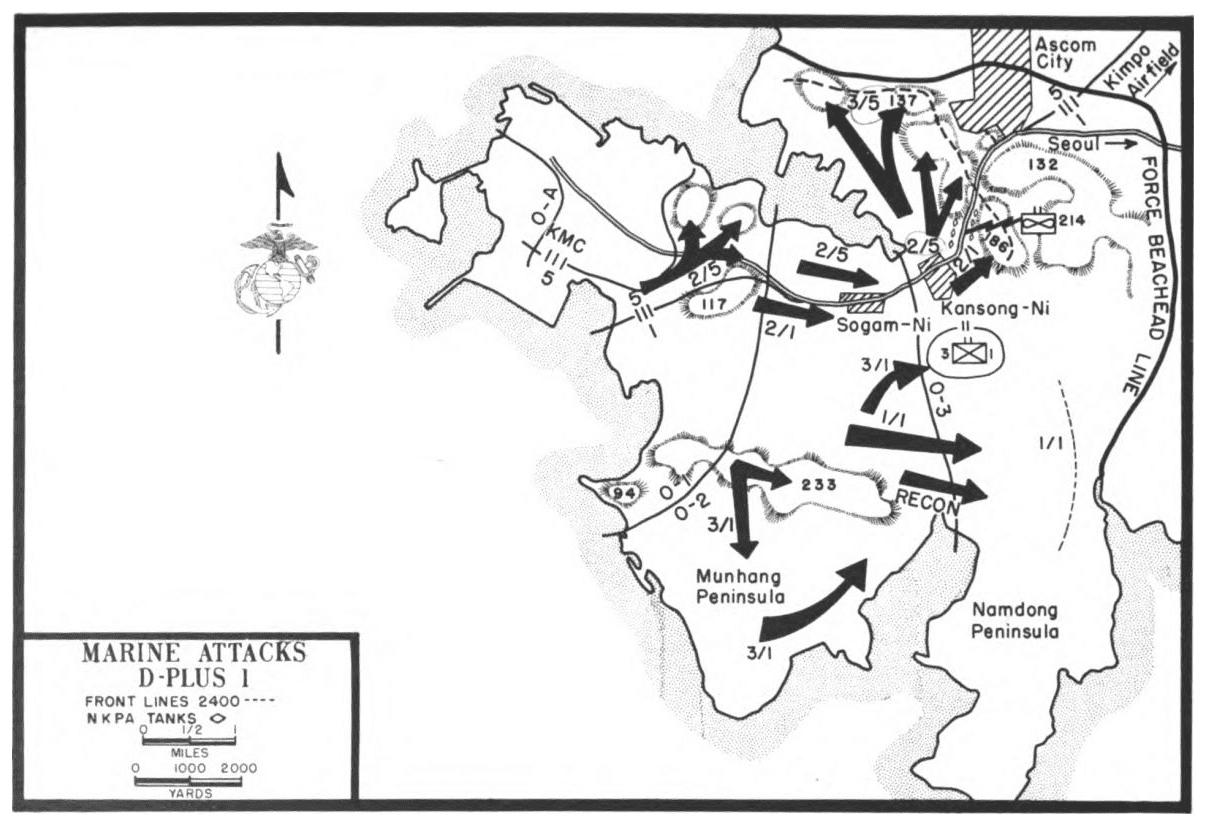 Ascom
City
Kimpo
Airfield
5
III
3/5
137
Seoul
132
FORCE BEACHEAD LINE
O-A
KMC
III
5
2/5
214
861
2/1
2/5
2/5
5
III
117
2/1
Sogam-Ni
Kansong-Ni
II
3
1
3/1
O-3
1/1
1/1
94
O-1
O-2
233
RECON
3/1
Munhang
Peninsula
Namdong
Peninsula
3/1
MARINE ATTACKS
D-PLUS 1
FRONT LINES 2400 ----
NKPA TANKS
0 1/2 1
MILES
0 1000 2000
YARDS